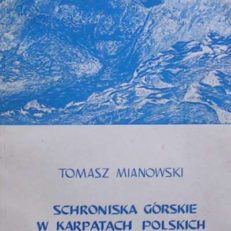 TOMASZ MIANOWSKI
SCHRONISKA GÓRSKIE
W KARPATACH POLSKICH